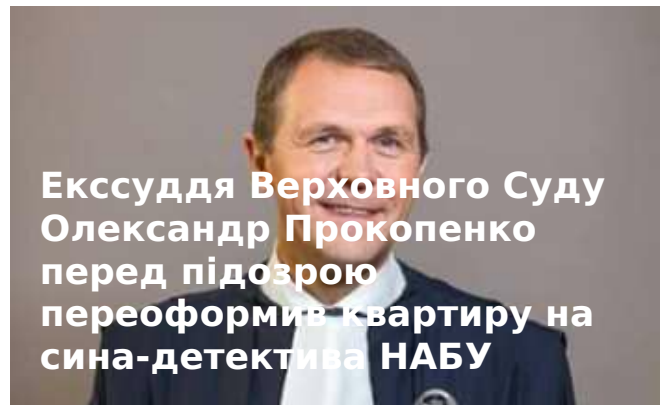 Екссуддя Верховного Суду
Олександр Прокопенко
перед підозрою
переоформив квартиру на
сина-детектива НАБУ